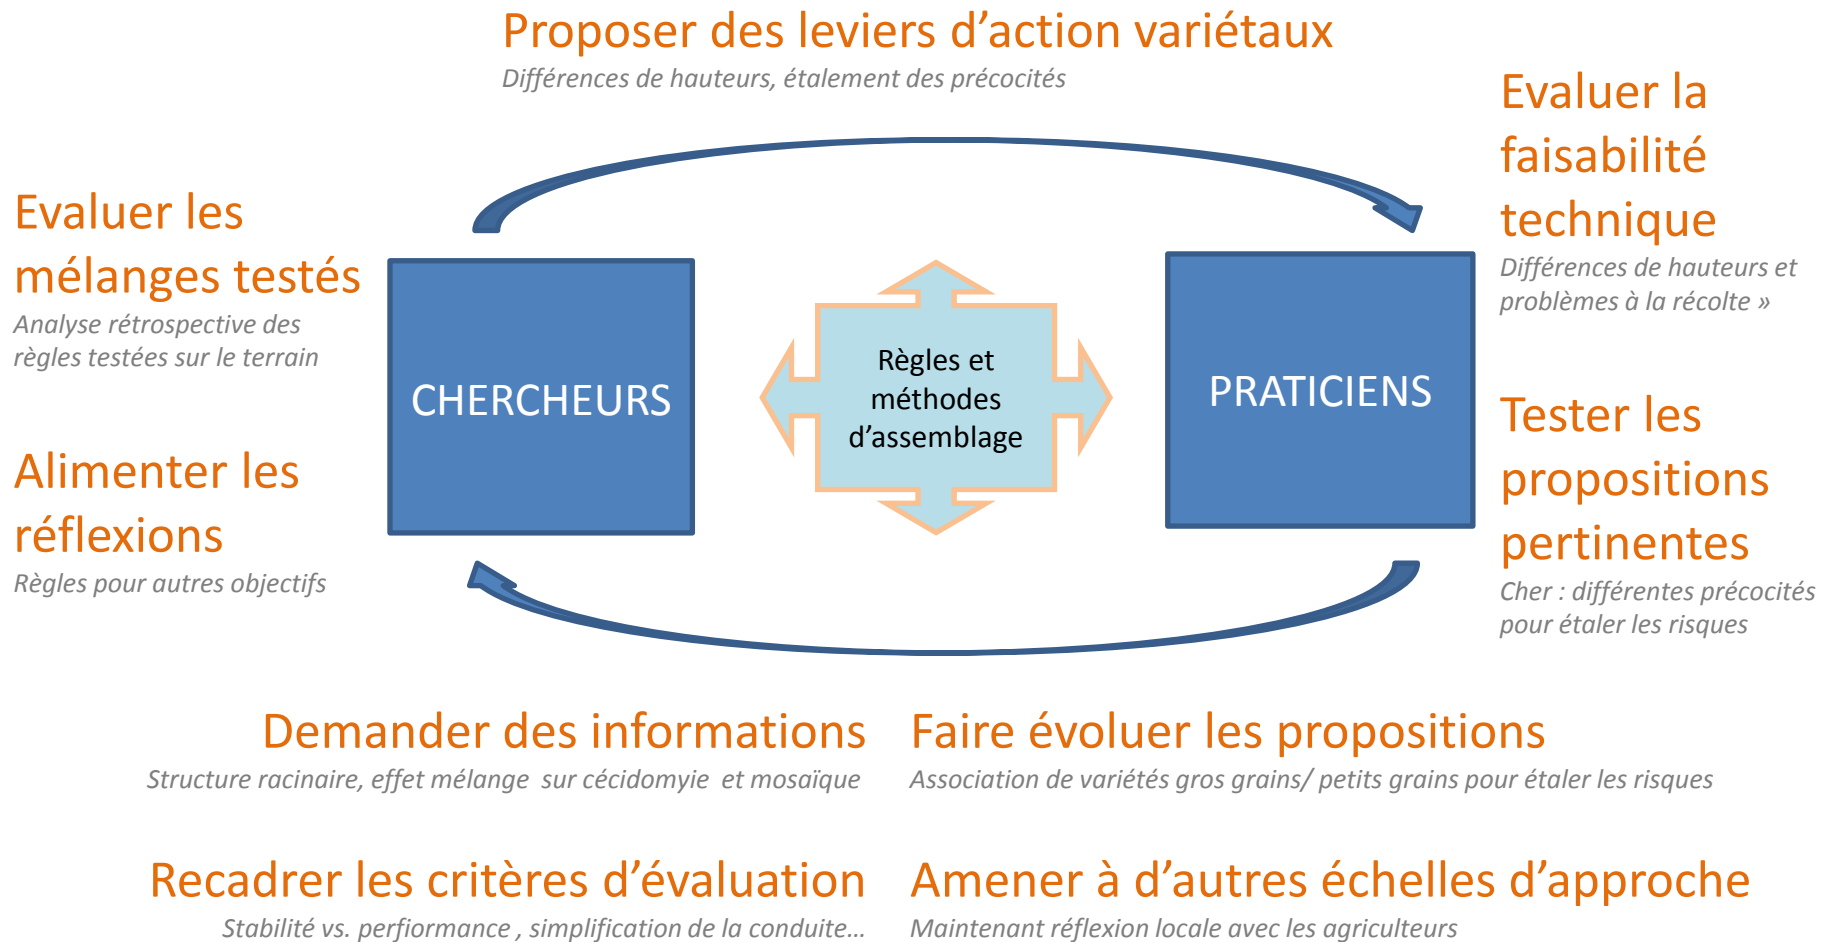 Proposer des leviers d’action variétaux
Différences de hauteurs, étalement des précocités
Evaluer les
mélanges testés
Analyse rétrospective des
règles testées sur le terrain
Alimenter les
réflexions
Règles pour autres objectifs
CHERCHEURS
Règles et
méthodes
d’assemblage
PRATICIENS
Evaluer la
faisabilité
technique
Différences de hauteurs et
problèmes à la récolte »
Tester les
propositions
pertinentes
Cher : différentes précocités
pour étaler les risques
Demander des informations
Structure racinaire, effet mélange sur cécidomyie et mosaïque
Faire évoluer les propositions
Association de variétés gros grains/ petits grains pour étaler les risques
Recadrer les critères d’évaluation
Stabilité vs. perfiormance , simplification de la conduite…
Amener à d’autres échelles d’approche
Maintenant réflexion locale avec les agriculteurs